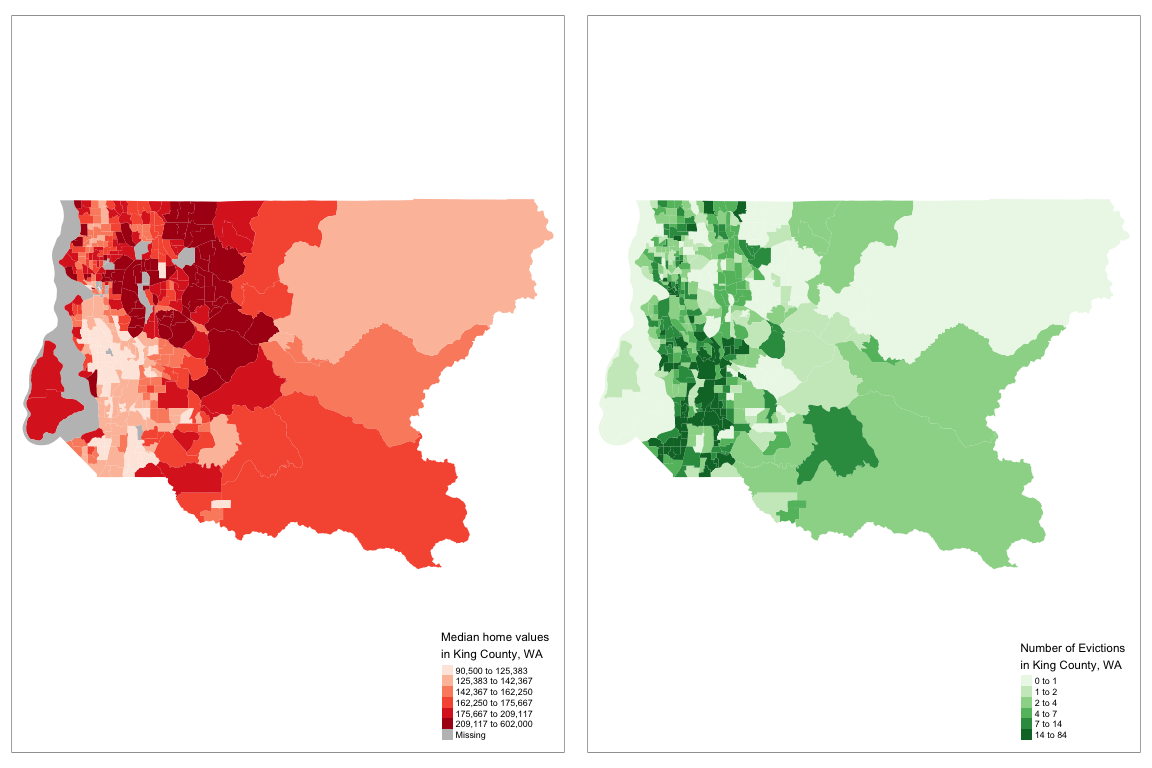 Median home values
in King County, WA
90,500 to 125,383
125,383 to 142,367
142,367 to 162,250
162,250 to 175,667
175,667 to 209,117
209,117 to 602,000
Missing
Number of Evictions
in King County, WA
0 to 1
1 to 2
2 to 4
4 to 7
7 to 14
14 to 84